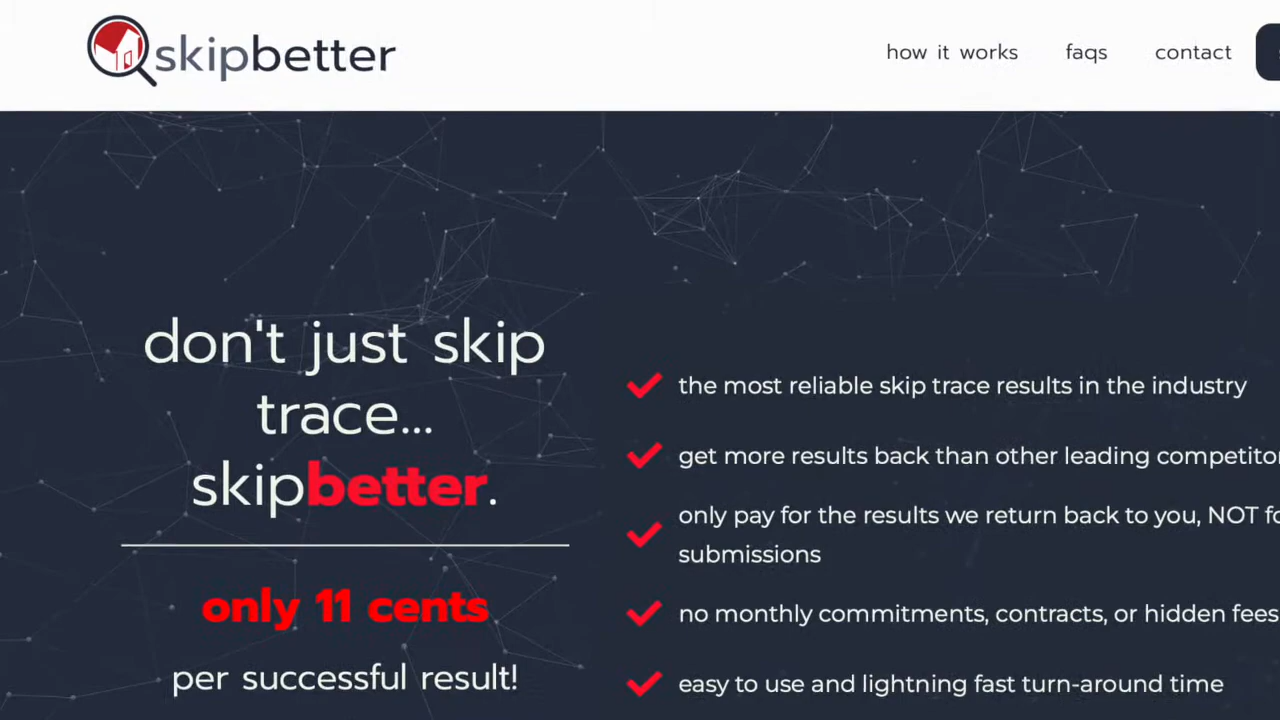 skipbetter
how it works
faqs
contact
don't just skip
trace...
skipbetter.
only 11 cents
per successful result!
the most reliable skip trace results in the industry
get more results back than other leading
only pay for the results we return back to you, NOT
submissions
no monthly commitments, contracts, or hidden fees
easy to use and lightning fast turn-around time